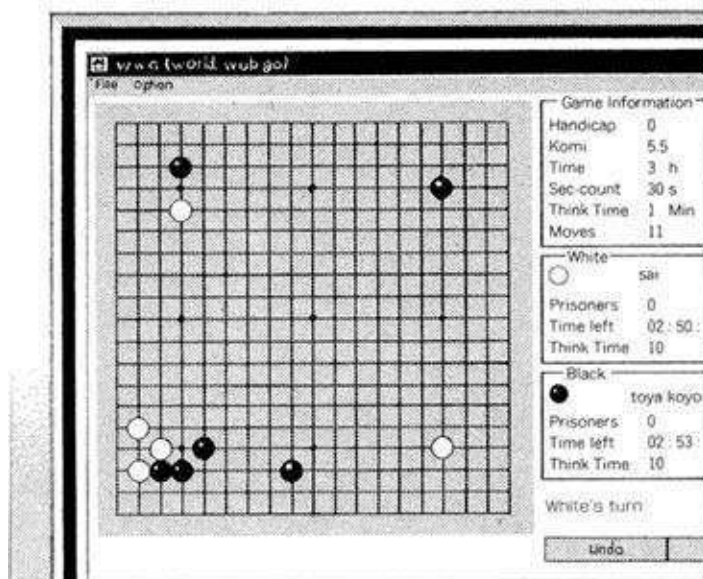 w w g (world web go)
File Option
Game Information
Handicap 0
Komi 5.5
Time 3 h
Sec-count 30 s
Think Time 1 Min
Moves 11
White
sai
Prisoners 0
Time left 02:50:
Think Time 10
Black
toya koyo
Prisoners 0
Time left 02:53
Think Time 10
White's turn
Undo